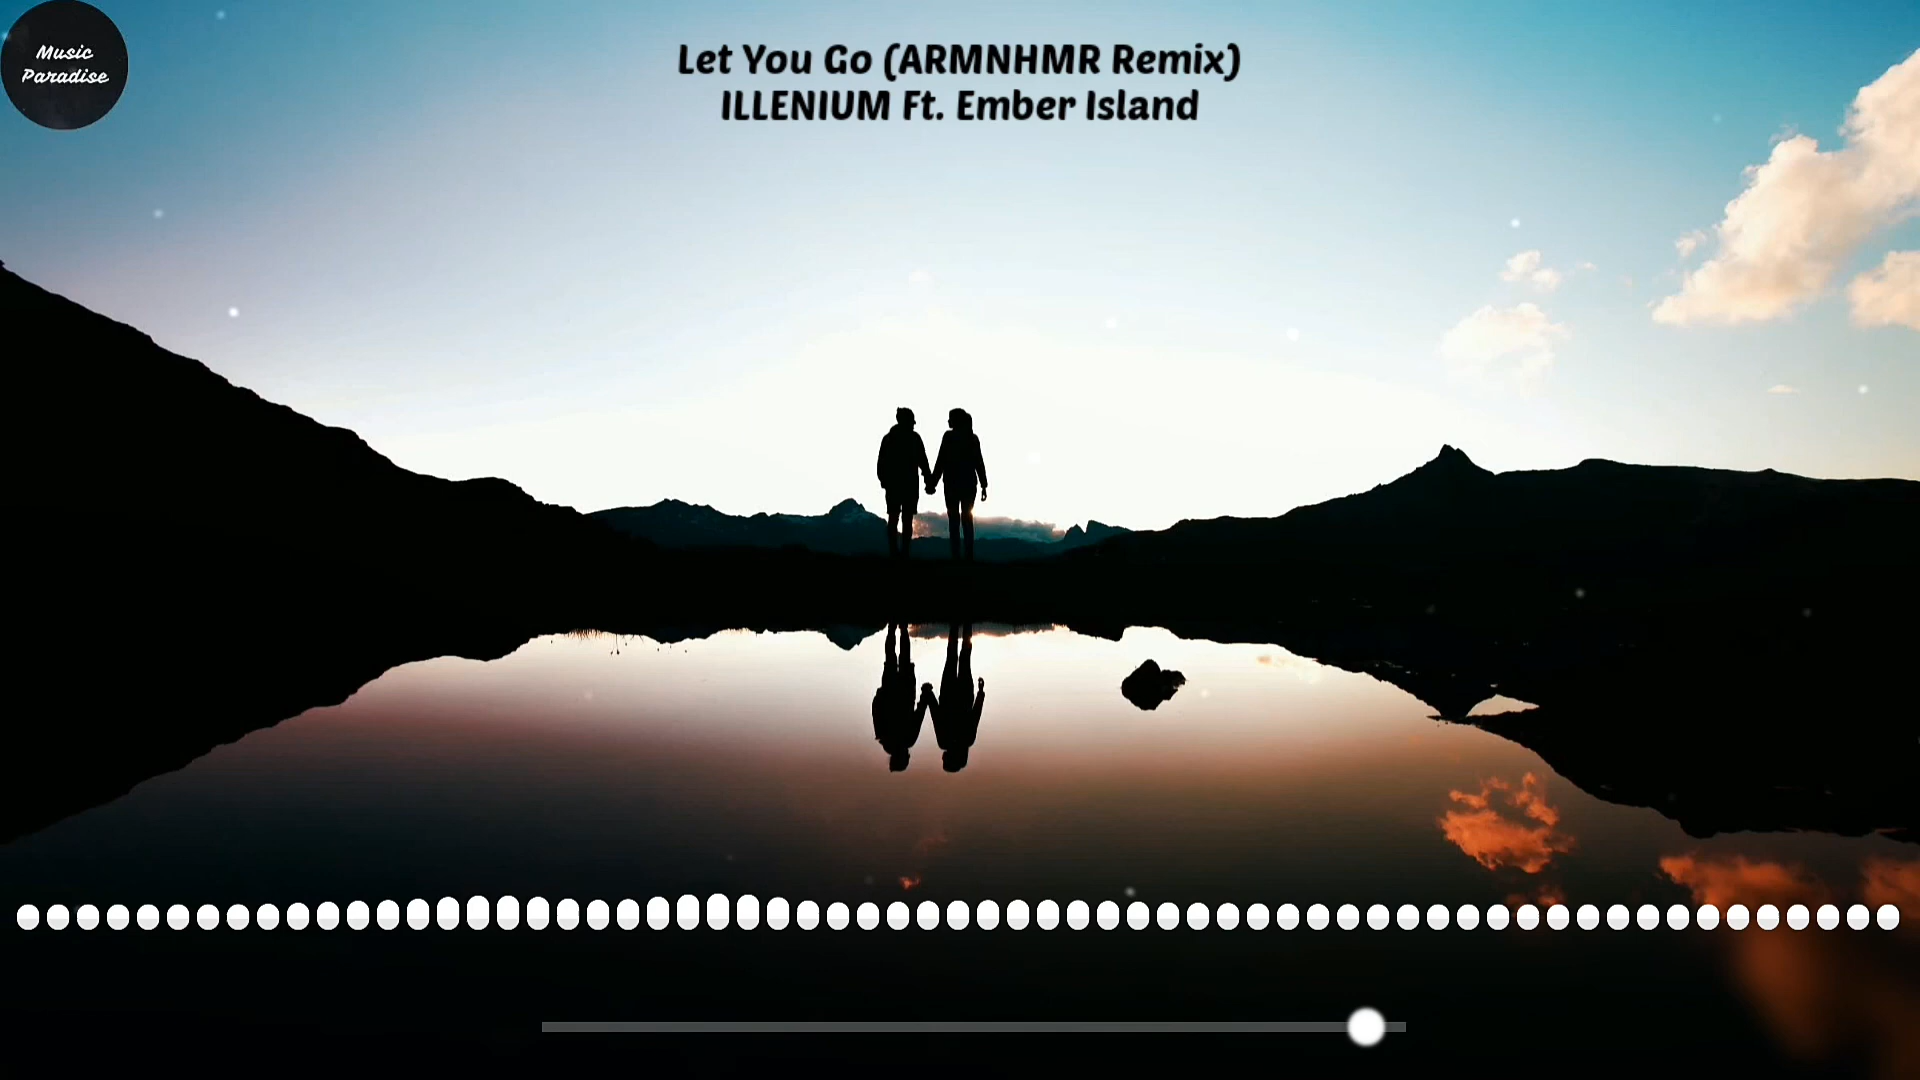 Music
Paradise
Let You Go (ARMNHMR Remix)
ILLENIUM Ft. Ember Island